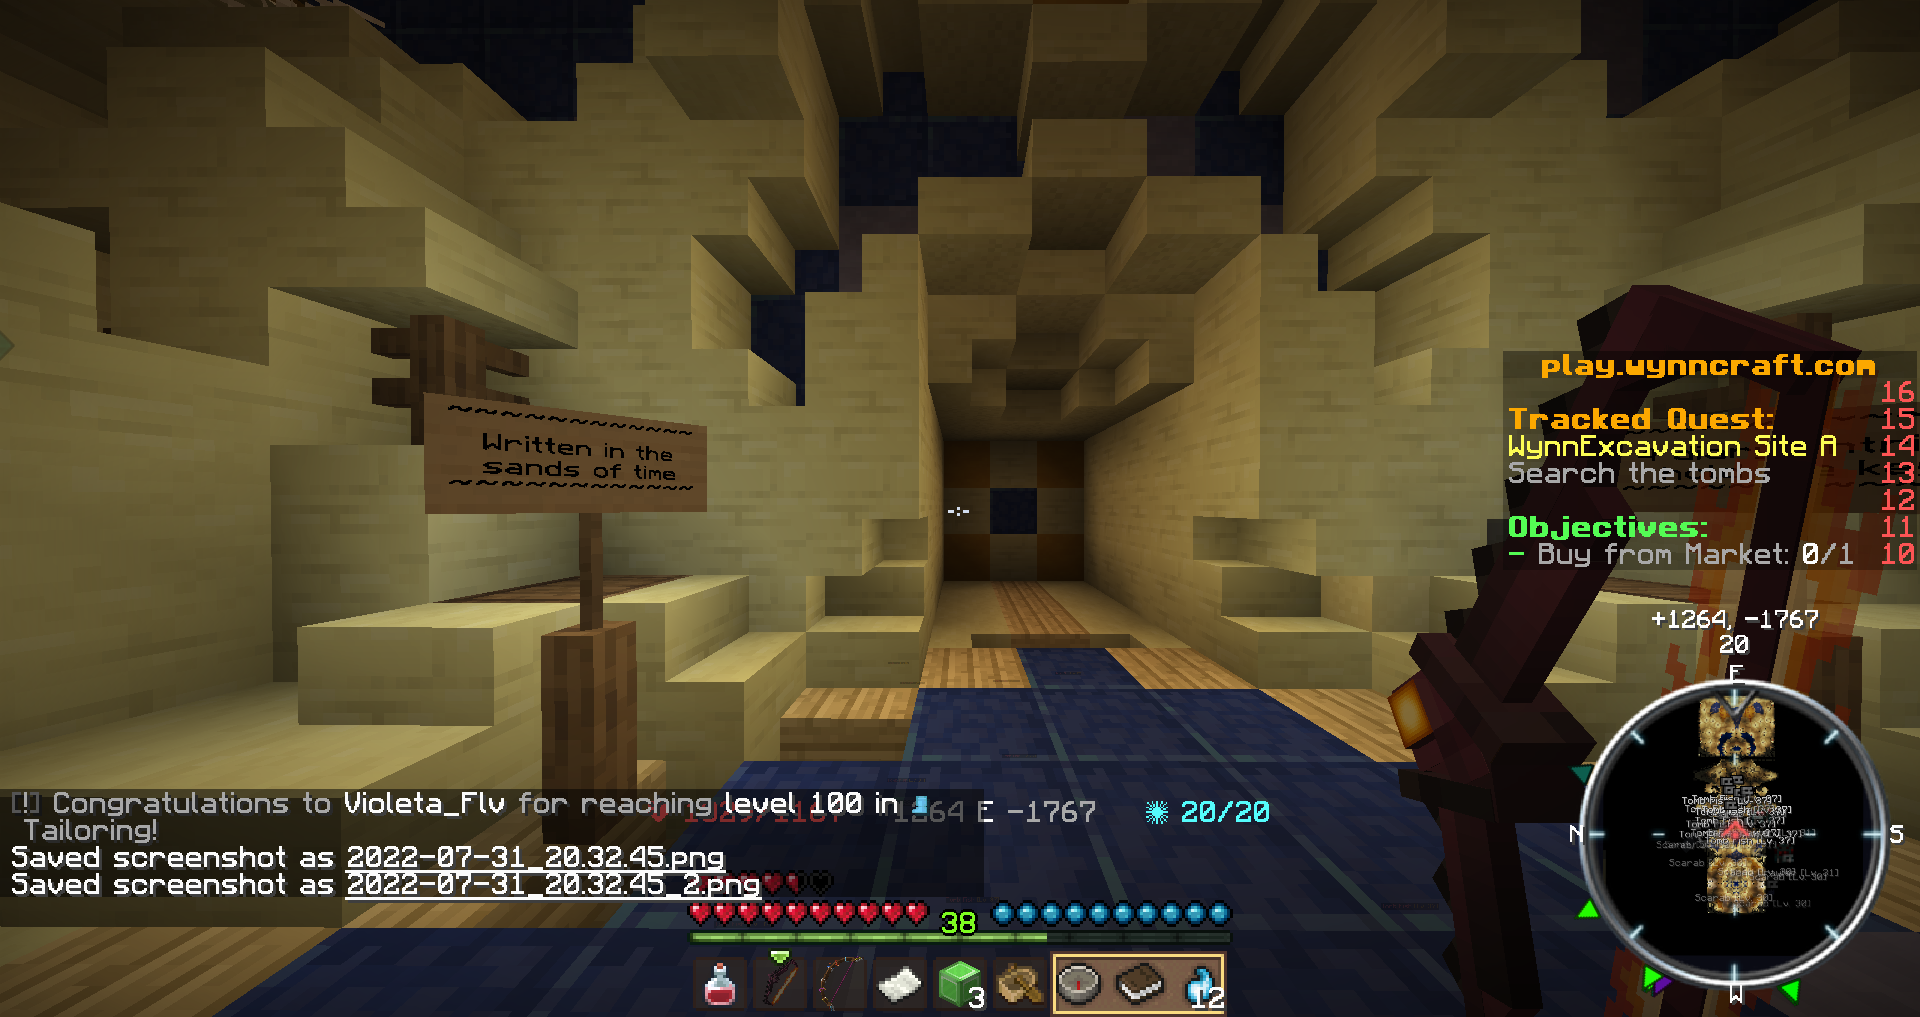 Written in the
sands of time
play.wynncraft.com
16
Tracked Quest: 15
WynnExcavation Site A 14
Search the tombs 13
12
Objectives: 11
- Buy from Market: 0/1 10
+1264, -1767
20
E
N
S
W
[!] Congratulations to Violeta_Flv for reaching level 100 in
Tailoring!
Saved screenshot as 2022-07-31_20.32.45.png
Saved screenshot as 2022-07-31_20.32.45_2.png
E -1767
20/20
38
3
12